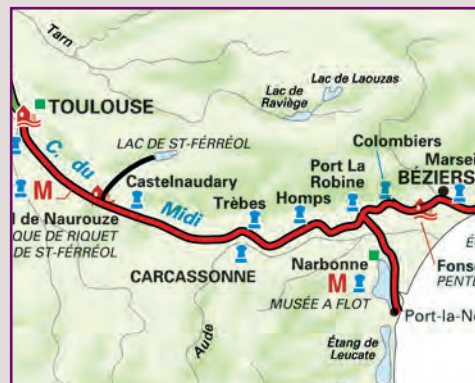 Tarn
Lac de Laouzas
Lac de
Raviège
TOULOUSE
LAC DE ST-FÉRRÉOL
Colombiers
C. du
Midi
M
Castelnaudary
Port La
Robine
Marsei
BÉZIERS
l de Naurouze
QUE DE RIQUET
DE ST-FÉRRÉOL
Trèbes
Homps
CARCASSONNE
Narbonne
M
MUSÉE A FLOT
Fons
PENTE
Port-la-No
Aude
Étang de
Leucate